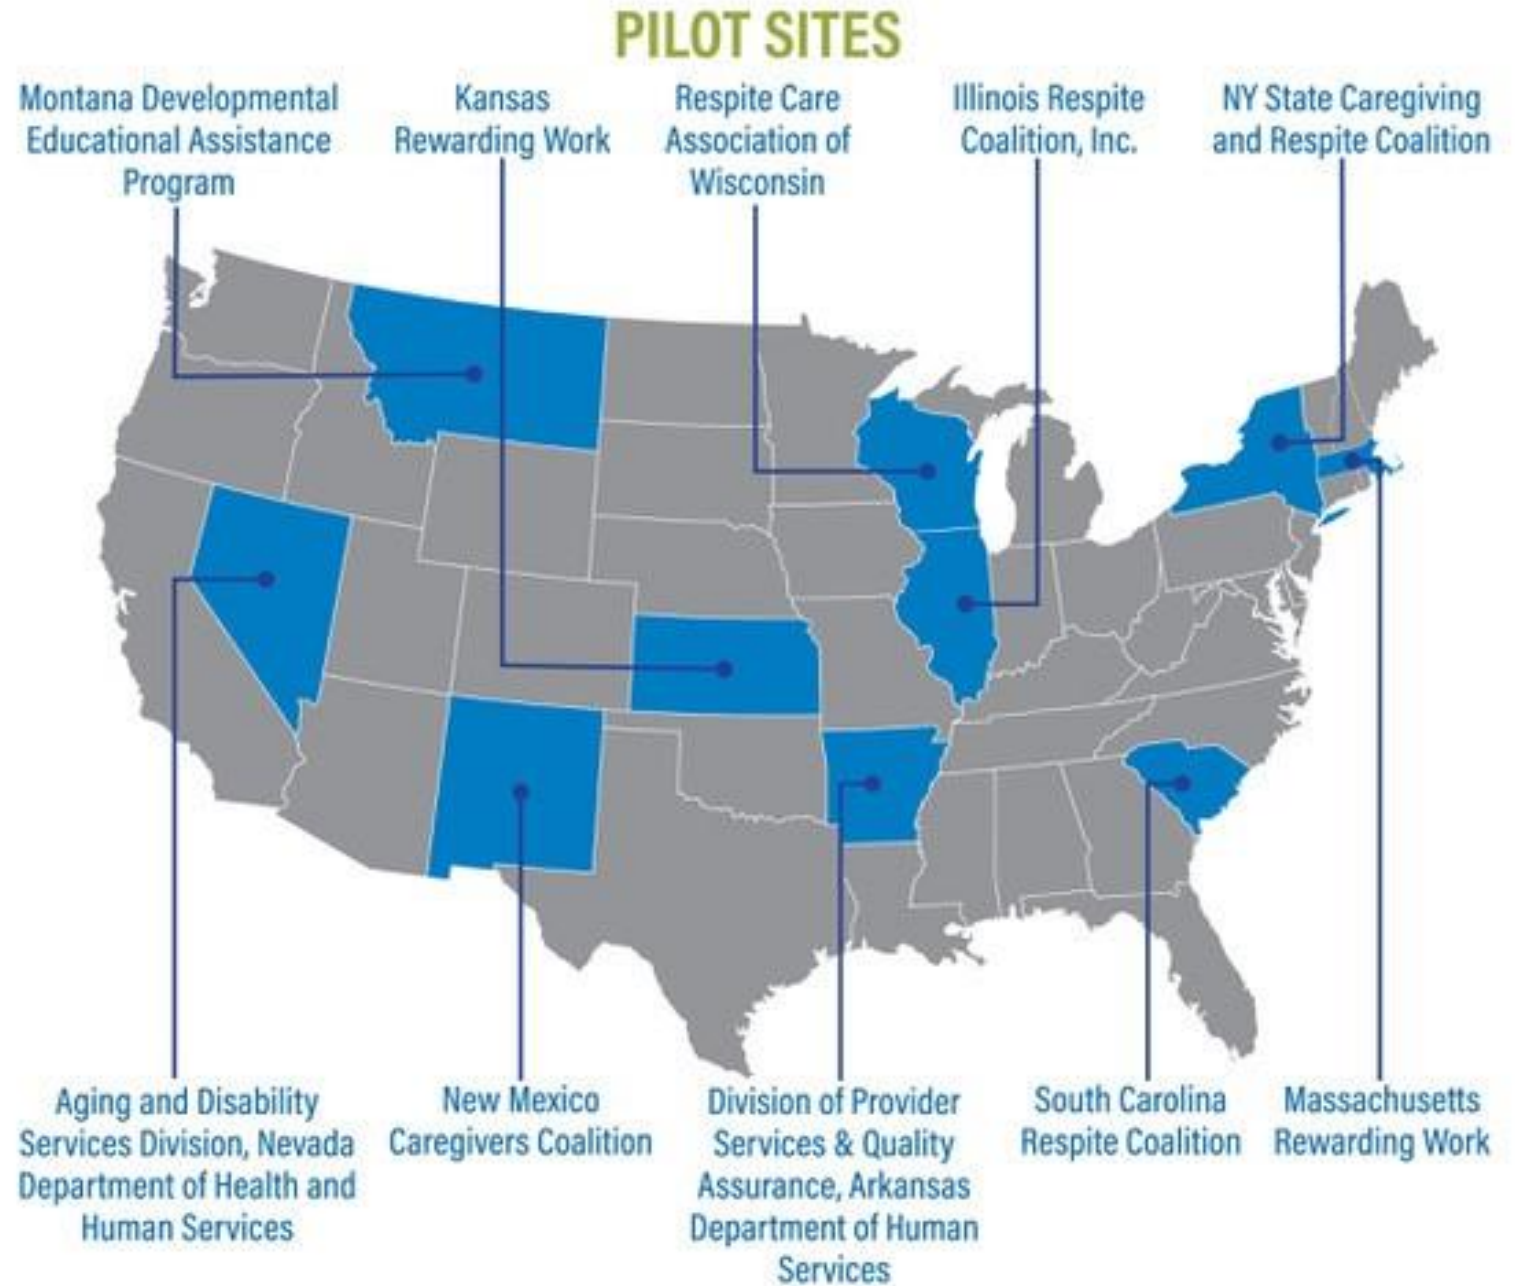 PILOT SITES
Montana Developmental
Educational Assistance
Program
Kansas
Rewarding Work
Respite Care
Association of
Wisconsin
Illinois Respite
Coalition, Inc.
NY State Caregiving
and Respite Coalition
Aging and Disability
Services Division, Nevada
Department of Health and
Human Services
New Mexico
Caregivers Coalition
Division of Provider
Services & Quality
Assurance, Arkansas
Department of Human
Services
South Carolina
Respite Coalition
Massachusetts
Rewarding Work